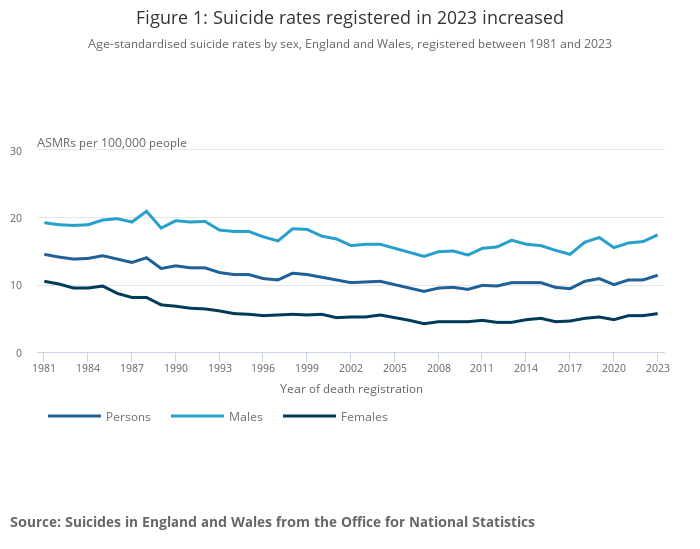 Figure 1: Suicide rates registered in 2023 increased
Age-standardised suicide rates by sex, England and Wales, registered between 1981 and 2023
ASMRs per 100,000 people
30
20
10
0
1981 1984 1987 1990 1993 1996 1999 2002 2005 2008 2011 2014 2017 2020 2023
Year of death registration
Persons Males Females
Source: Suicides in England and Wales from the Office for National Statistics